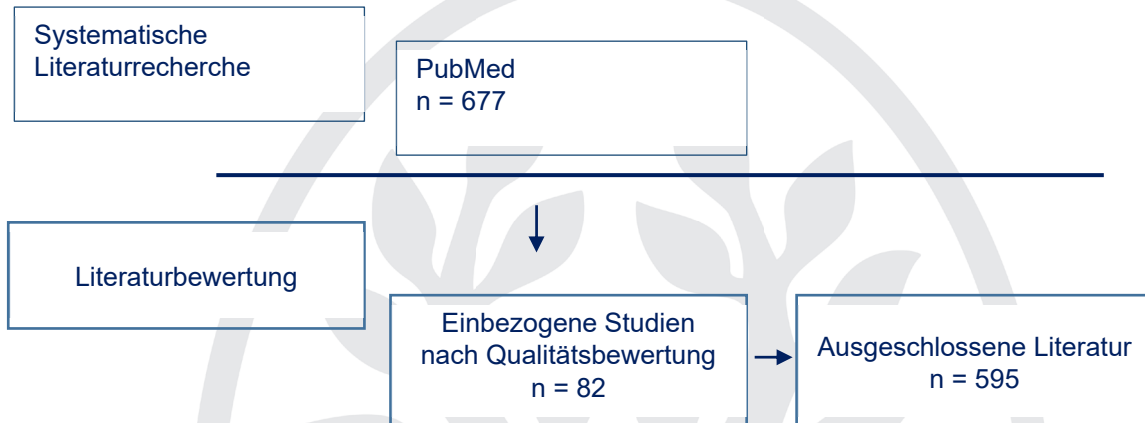 Systematische
Literaturrecherche
PubMed
n = 677
Literaturbewertung
Einbezogene Studien
nach Qualitätsbewertung
n = 82
Ausgeschlossene Literatur
n = 595